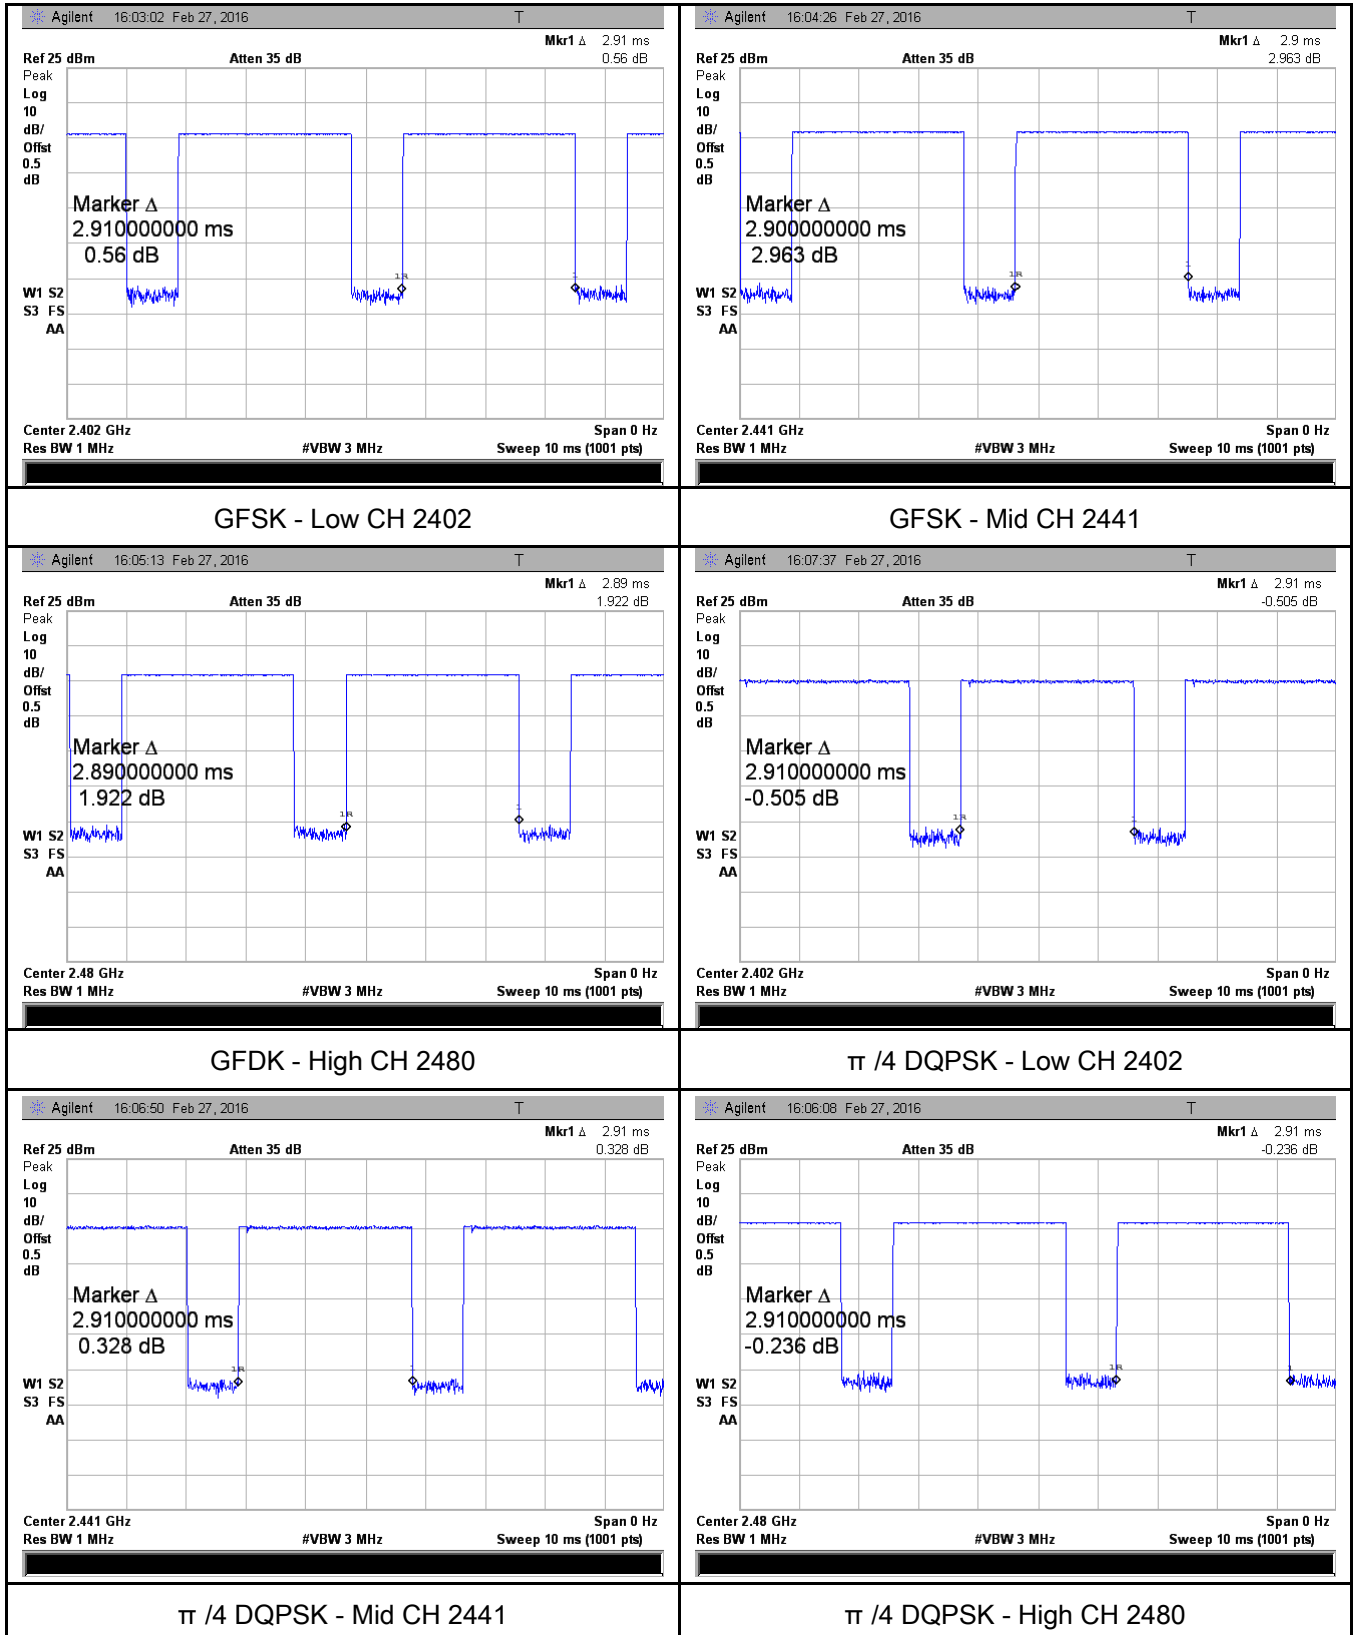 Agilent 16:03:02 Feb 27, 2016 T
Mkr1 Δ 2.91 ms
Ref 25 dBm Atten 35 dB 0.56 dB
Peak
Log
10
dB/
Offst
0.5
dB
Marker Δ
2.910000000 ms
0.56 dB
1R
1
W1 S2
S3 FS
AA
Center 2.402 GHz Span 0 Hz
Res BW 1 MHz #VBW 3 MHz Sweep 10 ms (1001 pts)
GFSK - Low CH 2402
Agilent 16:04:26 Feb 27, 2016 T
Mkr1 Δ 2.9 ms
Ref 25 dBm Atten 35 dB 2.963 dB
Peak
Log
10
dB/
Offst
0.5
dB
Marker Δ
2.900000000 ms
2.963 dB
1R
1
W1 S2
S3 FS
AA
Center 2.441 GHz Span 0 Hz
Res BW 1 MHz #VBW 3 MHz Sweep 10 ms (1001 pts)
GFSK - Mid CH 2441
Agilent 16:05:13 Feb 27, 2016 T
Mkr1 Δ 2.89 ms
Ref 25 dBm Atten 35 dB 1.922 dB
Peak
Log
10
dB/
Offst
0.5
dB
Marker Δ
2.890000000 ms
1.922 dB
1R
1
W1 S2
S3 FS
AA
Center 2.48 GHz Span 0 Hz
Res BW 1 MHz #VBW 3 MHz Sweep 10 ms (1001 pts)
GFDK - High CH 2480
Agilent 16:07:37 Feb 27, 2016 T
Mkr1 Δ 2.91 ms
Ref 25 dBm Atten 35 dB -0.505 dB
Peak
Log
10
dB/
Offst
0.5
dB
Marker Δ
2.910000000 ms
-0.505 dB
1R
1
W1 S2
S3 FS
AA
Center 2.402 GHz Span 0 Hz
Res BW 1 MHz #VBW 3 MHz Sweep 10 ms (1001 pts)
π /4 DQPSK - Low CH 2402
Agilent 16:06:50 Feb 27, 2016 T
Mkr1 Δ 2.91 ms
Ref 25 dBm Atten 35 dB 0.328 dB
Peak
Log
10
dB/
Offst
0.5
dB
Marker Δ
2.910000000 ms
0.328 dB
1R
1
W1 S2
S3 FS
AA
Center 2.441 GHz Span 0 Hz
Res BW 1 MHz #VBW 3 MHz Sweep 10 ms (1001 pts)
π /4 DQPSK - Mid CH 2441
Agilent 16:06:08 Feb 27, 2016 T
Mkr1 Δ 2.91 ms
Ref 25 dBm Atten 35 dB -0.236 dB
Peak
Log
10
dB/
Offst
0.5
dB
Marker Δ
2.910000000 ms
-0.236 dB
1R
1
W1 S2
S3 FS
AA
Center 2.48 GHz Span 0 Hz
Res BW 1 MHz #VBW 3 MHz Sweep 10 ms (1001 pts)
π /4 DQPSK - High CH 2480